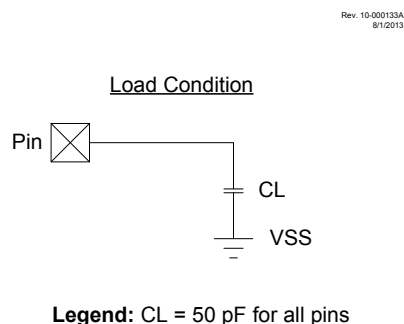 Rev. 10-000133A
8/1/2013
Load Condition
Pin
CL
VSS
Legend: CL = 50 pF for all pins